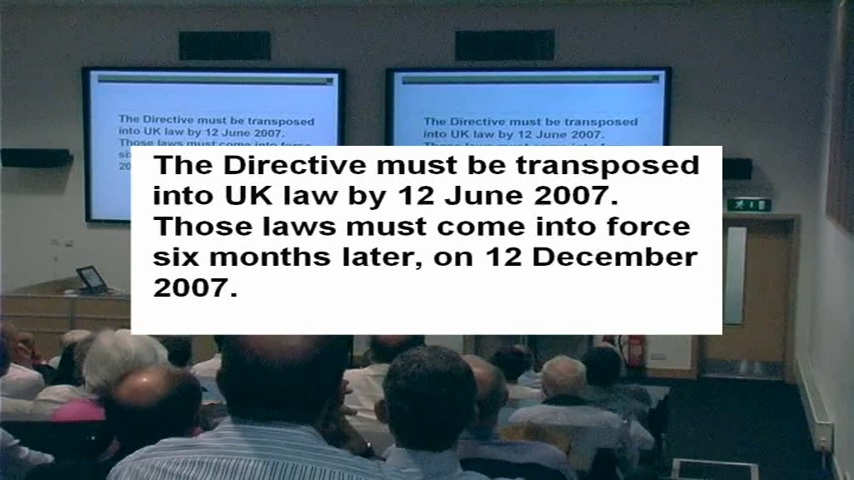 The Directive must be transposed
into UK law by 12 June 2007.
The Directive must be transposed
into UK law by 12 June 2007.
The Directive must be transposed
into UK law by 12 June 2007.
Those laws must come into force
six months later, on 12 December
2007.